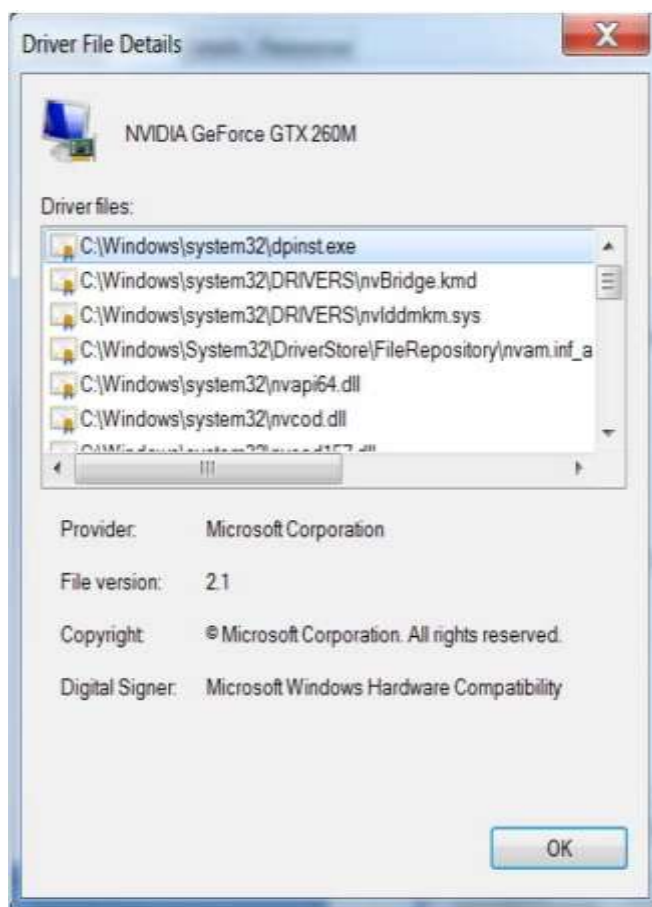 Driver File Details
NVIDIA GeForce GTX 260M
Driver files:
C:\Windows\system32\dpinst.exe
C:\Windows\system32\DRIVERS\nvBridge.kmd
C:\Windows\system32\DRIVERS\nvlddmkm.sys
C:\Windows\System32\DriverStore\FileRepository\nvam.inf_a
C:\Windows\system32\nvapi64.dll
C:\Windows\system32\nvcod.dll
Provider: Microsoft Corporation
File version: 2.1
Copyright: © Microsoft Corporation. All rights reserved.
Digital Signer: Microsoft Windows Hardware Compatibility
OK